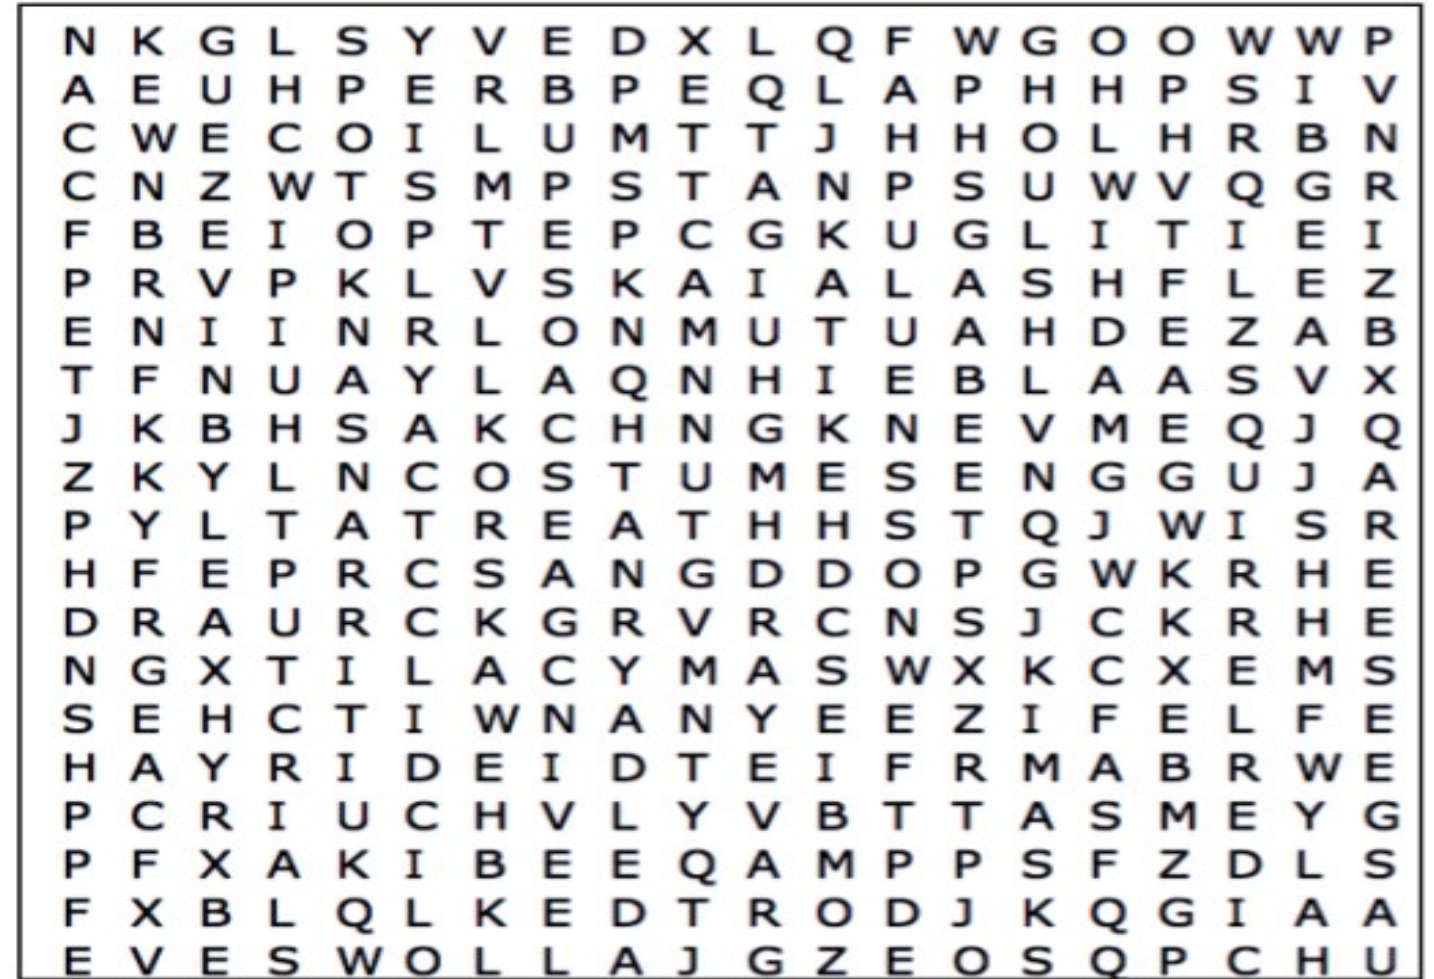 N K G L S Y V E D X L Q F W G O O W W P
A E U H P E R B P E Q L A P H H P S I V
C W E C O I L U M T T J H H O L H R B N
C N Z W T S M P S T A N P S U W V Q G R
F B E I O P T E P C G K U G L I T I E I
P R V P K L V S K A I A L A S H F L E Z
E N I I N R L O N M U T U A H D E Z A B
T F N U A Y L A Q N H I E B L A A S V X
J K B H S A K C H N G K N E V M E Q J Q
Z K Y L N C O S T U M E S E N G G U J A
P Y L T A T R E A T H H S T Q J W I S R
H F E P R C S A N G D D O P G W K R H E
D R A U R C K G R V R C N S J C K R H E
N G X T I L A C Y M A S W X K C X E M S
S E H C T I W N A N Y E E Z I F E L F E
H A Y R I D E I D T E I F R M A B R W E
P C R I U C H V L Y V B T T A S M E Y G
P F X A K I B E E Q A M P P S F Z D L S
F X B L Q L K E D T R O D J K Q G I A A
E V E S W O L L A J G Z E O S Q P C H U